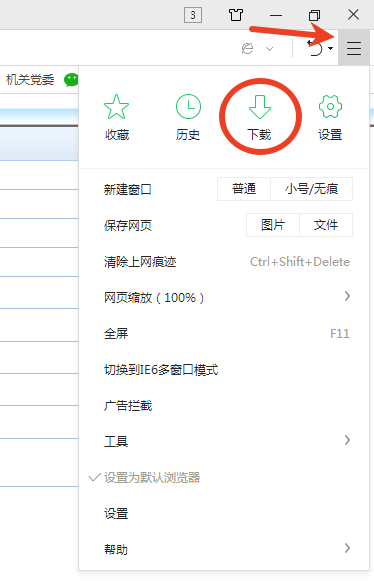 3
机关党委
收藏 历史 下载 设置
新建窗口 普通 小号/无痕
保存网页 图片 文件
清除上网痕迹 Ctrl+Shift+Delete
网页缩放（100%）
全屏 F11
切换到IE6多窗口模式
广告拦截
工具
设置为默认浏览器
设置
帮助